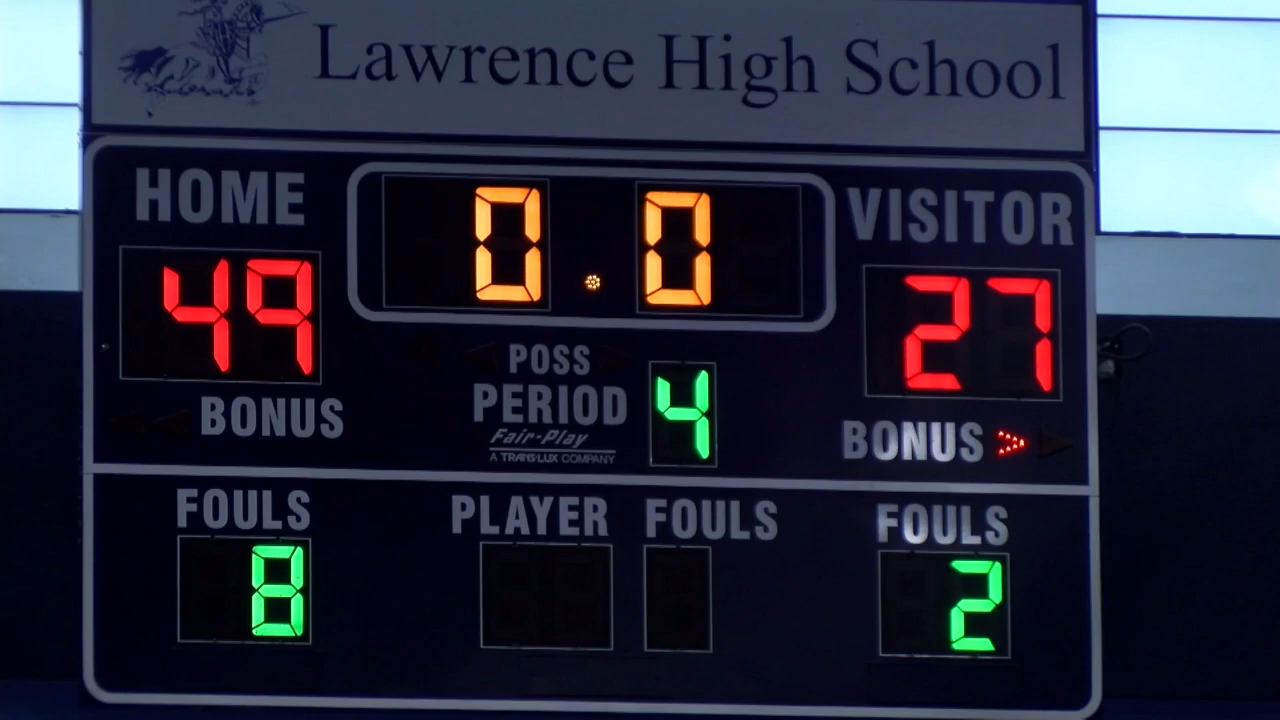 Lawrence High School
HOME 0.0 VISITOR
49 27
POSS
PERIOD 4
Fair-Play
A TRANS-LUX COMPANY
BONUS BONUS
FOULS PLAYER FOULS FOULS
8 2